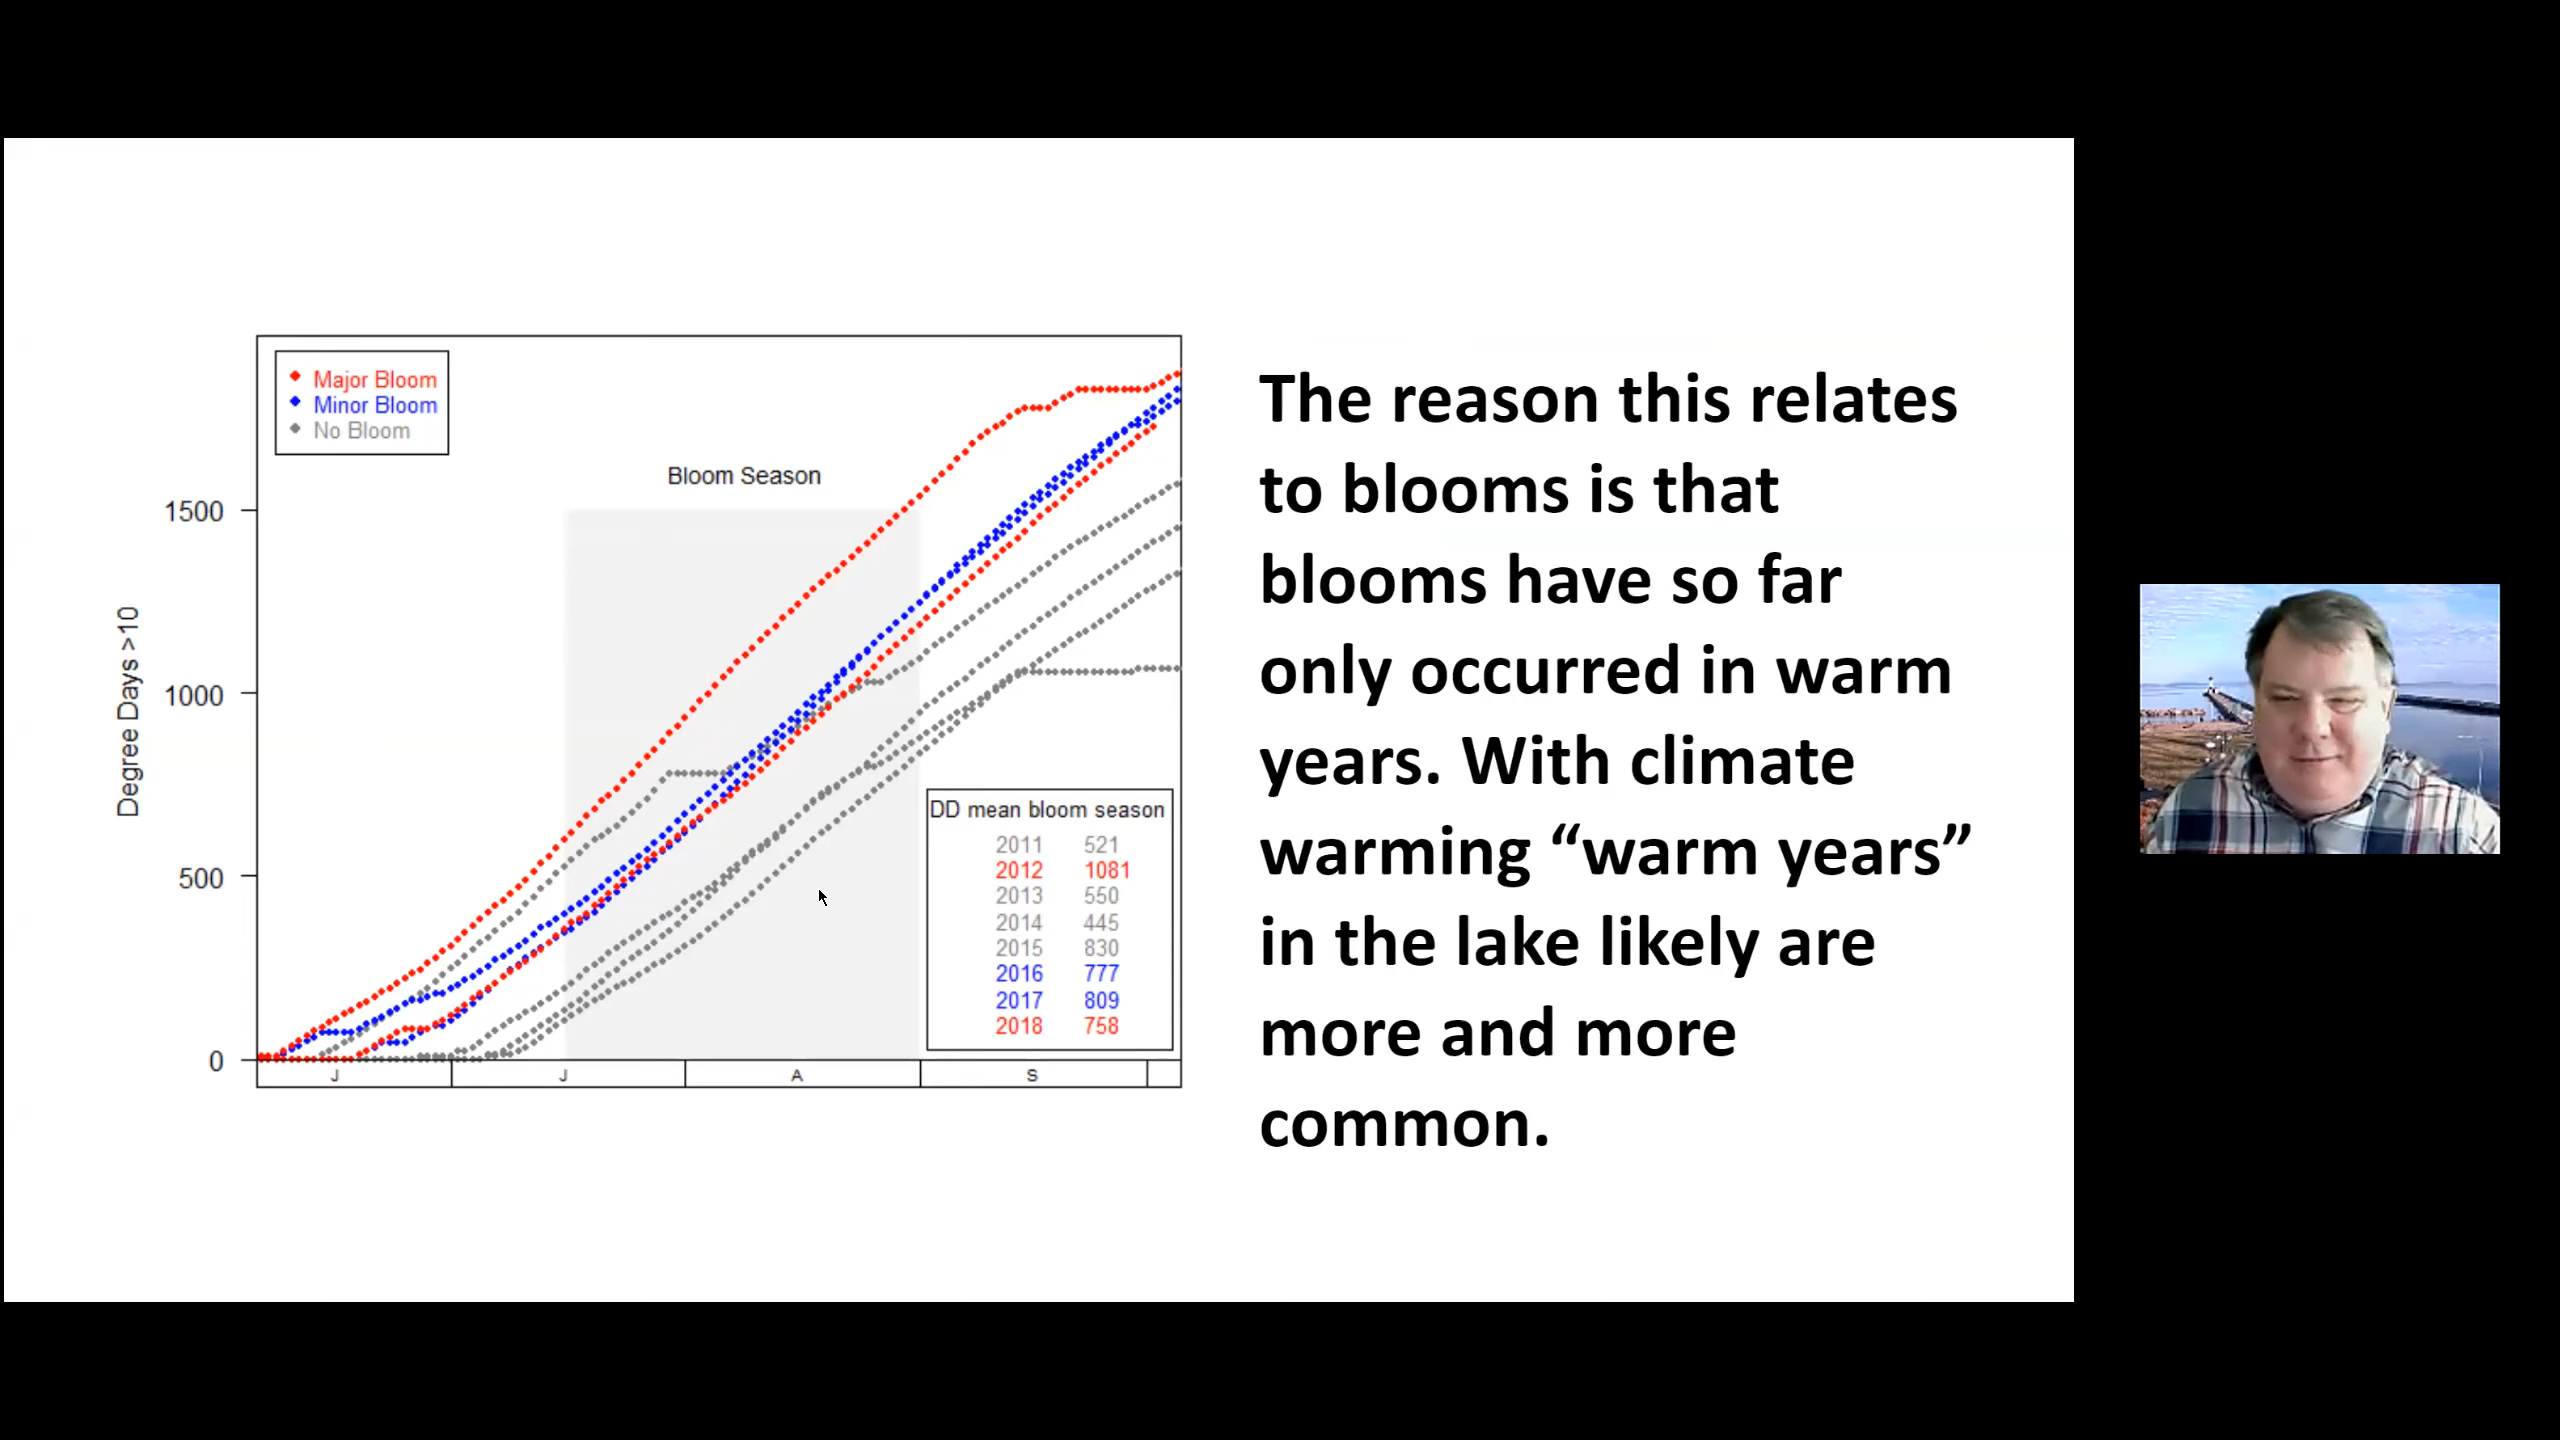 Major Bloom
Minor Bloom
No Bloom
Bloom Season
1500
1000
500
0
Degree Days >10
J
J
A
S
DD mean bloom season
2011 521
2012 1081
2013 550
2014 445
2015 830
2016 777
2017 809
2018 758
The reason this relates
to blooms is that
blooms have so far
only occurred in warm
years. With climate
warming “warm years”
in the lake likely are
more and more
common.